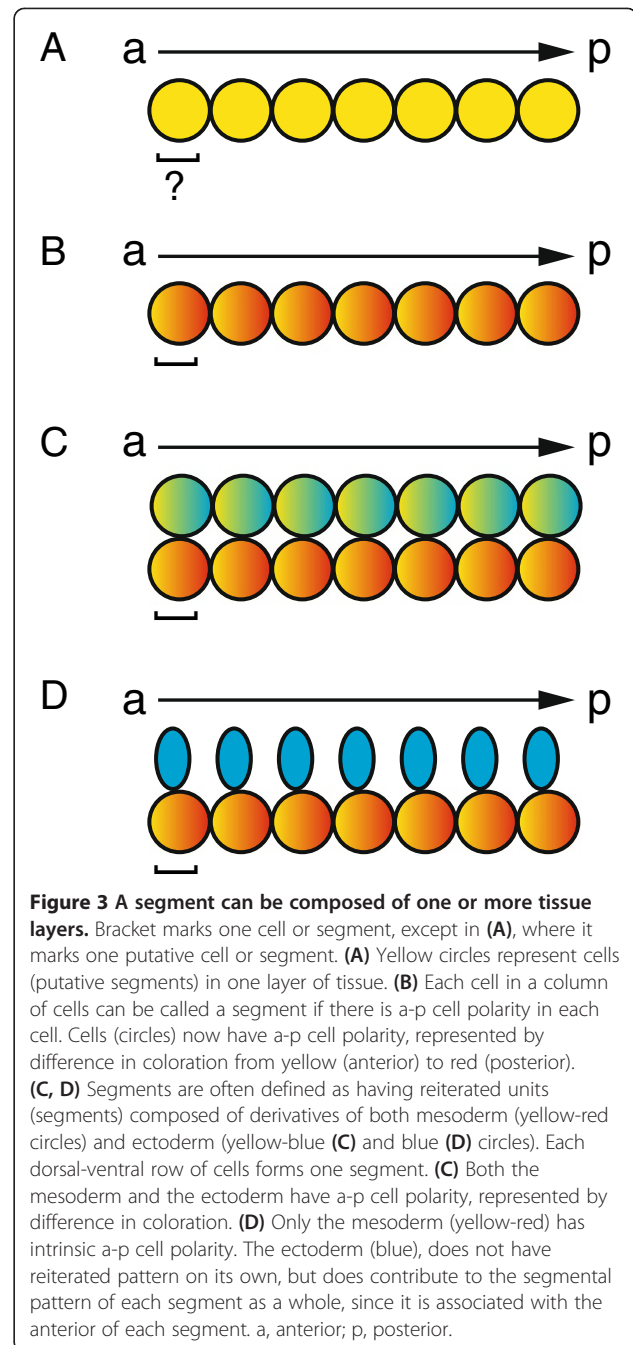 A
a
p
?
B
a
p
C
a
p
D
a
p
Figure 3 A segment can be composed of one or more tissue
layers. Bracket marks one cell or segment, except in (A), where it
marks one putative cell or segment. (A) Yellow circles represent cells
(putative segments) in one layer of tissue. (B) Each cell in a column
of cells can be called a segment if there is a-p cell polarity in each
cell. Cells (circles) now have a-p cell polarity, represented by
difference in coloration from yellow (anterior) to red (posterior).
(C, D) Segments are often defined as having reiterated units
(segments) composed of derivatives of both mesoderm (yellow-red
circles) and ectoderm (yellow-blue (C) and blue (D) circles). Each
dorsal-ventral row of cells forms one segment. (C) Both the
mesoderm and the ectoderm have a-p cell polarity, represented by
difference in coloration. (D) Only the mesoderm (yellow-red) has
intrinsic a-p cell polarity. The ectoderm (blue), does not have
reiterated pattern on its own, but does contribute to the segmental
pattern of each segment as a whole, since it is associated with the
anterior of each segment. a, anterior; p, posterior.